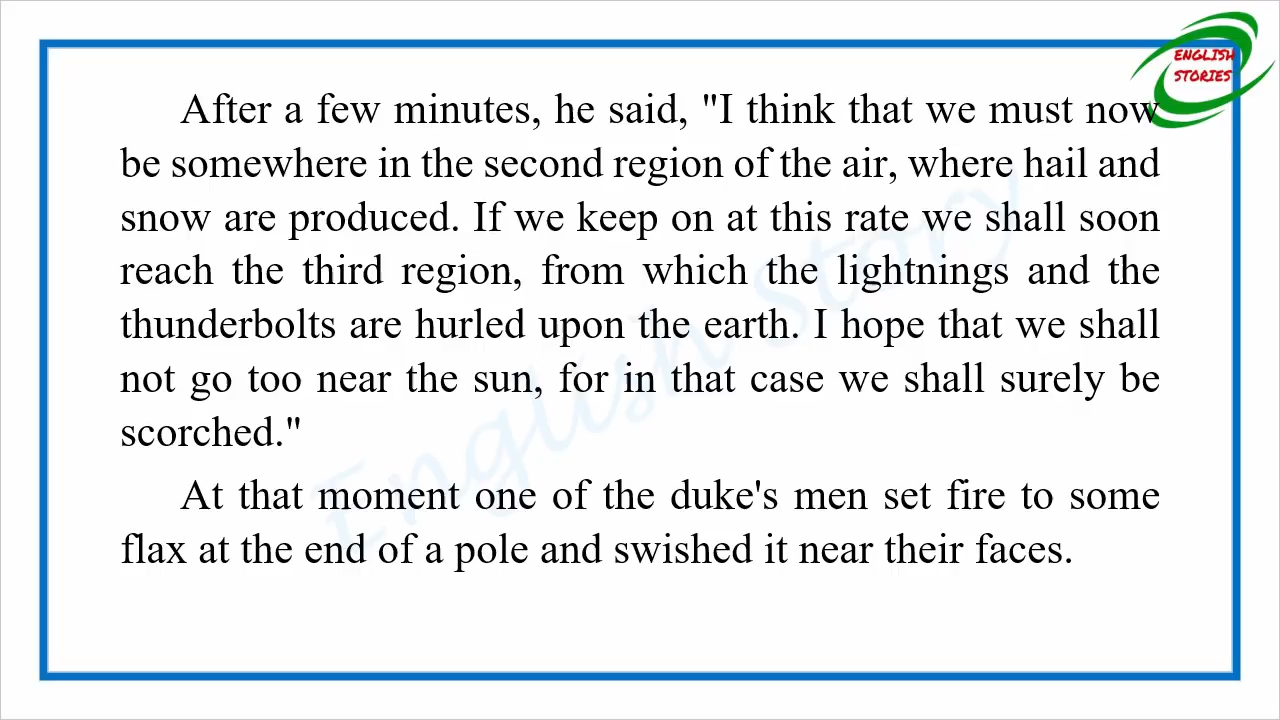 ENGLISH
STORIES
After a few minutes, he said, "I think that we must now
be somewhere in the second region of the air, where hail and
snow are produced. If we keep on at this rate we shall soon
reach the third region, from which the lightnings and the
thunderbolts are hurled upon the earth. I hope that we shall
not go too near the sun, for in that case we shall surely be
scorched."
At that moment one of the duke's men set fire to some
flax at the end of a pole and swished it near their faces.
English Story